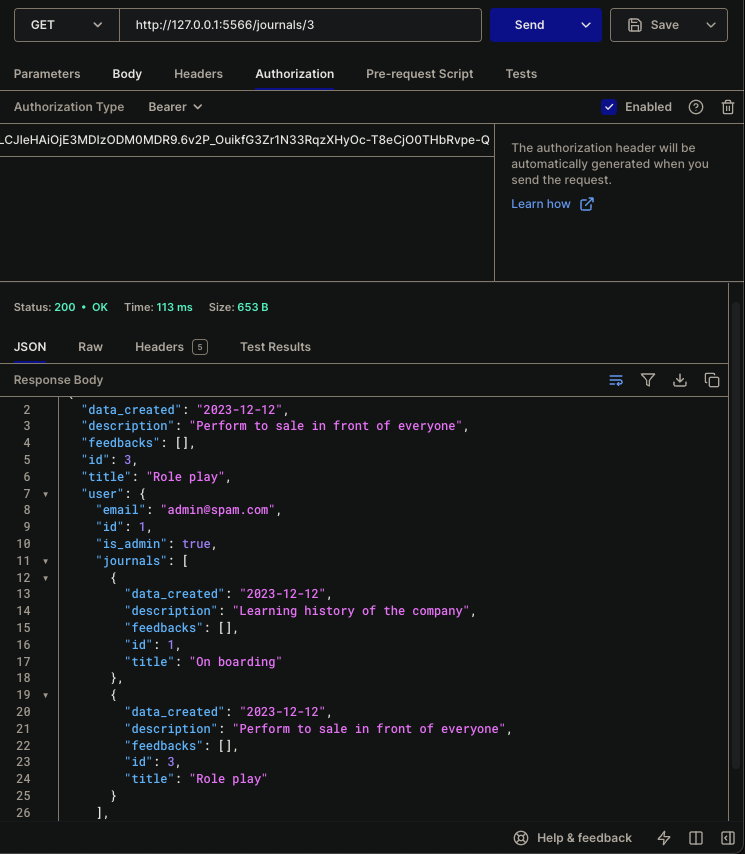 GET http://127.0.0.1:5566/journals/3 Send Save
Parameters Body Headers Authorization Pre-request Script Tests
Authorization Type Bearer Enabled
LCJleHAiOjE3MDIzODM0MDR9.6v2P_OuikfG3Zr1N33RqzXHyOc-T8eCjO0THbRvpe-Q
The authorization header will be
automatically generated when you
send the request.
Learn how
Status: 200 • OK Time: 113 ms Size: 653 B
JSON Raw Headers 5 Test Results
Response Body
2 "data_created": "2023-12-12",
3 "description": "Perform to sale in front of everyone",
4 "feedbacks": [],
5 "id": 3,
6 "title": "Role play",
7 "user": {
8 "email": "admin@spam.com",
9 "id": 1,
10 "is_admin": true,
11 "journals": [
12 {
13 "data_created": "2023-12-12",
14 "description": "Learning history of the company",
15 "feedbacks": [],
16 "id": 1,
17 "title": "On boarding"
18 },
19 {
20 "data_created": "2023-12-12",
21 "description": "Perform to sale in front of everyone",
22 "feedbacks": [],
23 "id": 3,
24 "title": "Role play"
25 }
26 ],
Help & feedback